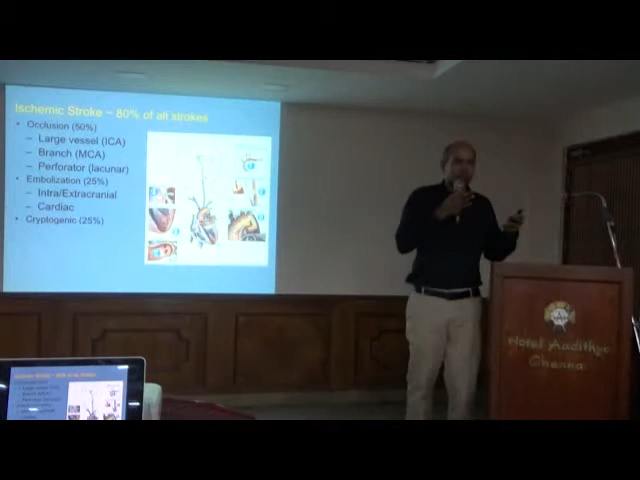 Ischemic Stroke ~ 80% of all strokes
• Occlusion (50%)
– Large vessel (ICA)
– Branch (MCA)
– Perforator (lacunar)
• Embolization (25%)
– Intra/Extracranial
– Cardiac
• Cryptogenic (25%)
Hotel Aadithya